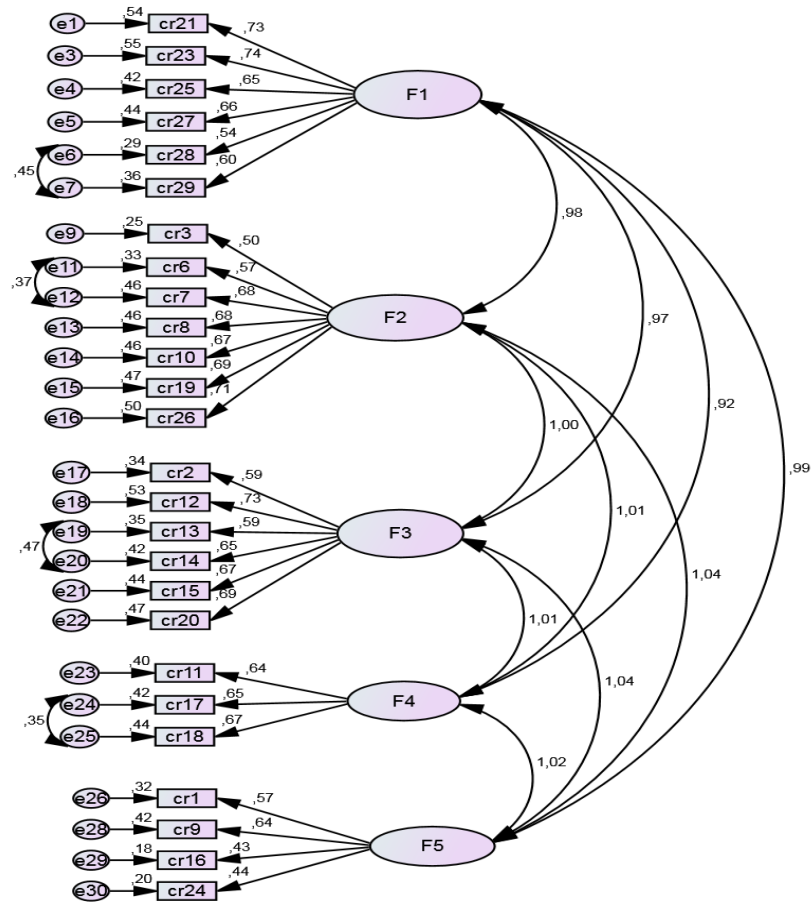 e1 ,54 cr21 ,73
e3 ,55 cr23 ,74
e4 ,42 cr25 ,65
e5 ,44 cr27 ,66
e6 ,29 cr28 ,54
e7 ,36 cr29 ,60
,45
F1
e9 ,25 cr3 ,50
e11 ,33 cr6 ,57
e12 ,46 cr7 ,68
e13 ,46 cr8 ,68
e14 ,46 cr10 ,67
e15 ,47 cr19 ,69
e16 ,50 cr26 ,71
,37
F2
e17 ,34 cr2 ,59
e18 ,53 cr12 ,73
e19 ,35 cr13 ,59
e20 ,42 cr14 ,65
e21 ,44 cr15 ,67
e22 ,47 cr20 ,69
,47
F3
e23 ,40 cr11 ,64
e24 ,42 cr17 ,65
e25 ,44 cr18 ,67
,35
F4
e26 ,32 cr1 ,57
e28 ,42 cr9 ,64
e29 ,18 cr16 ,43
e30 ,20 cr24 ,44
F5
,98
,97
,92
,99
1,00
1,01
1,04
1,01
1,04
1,02